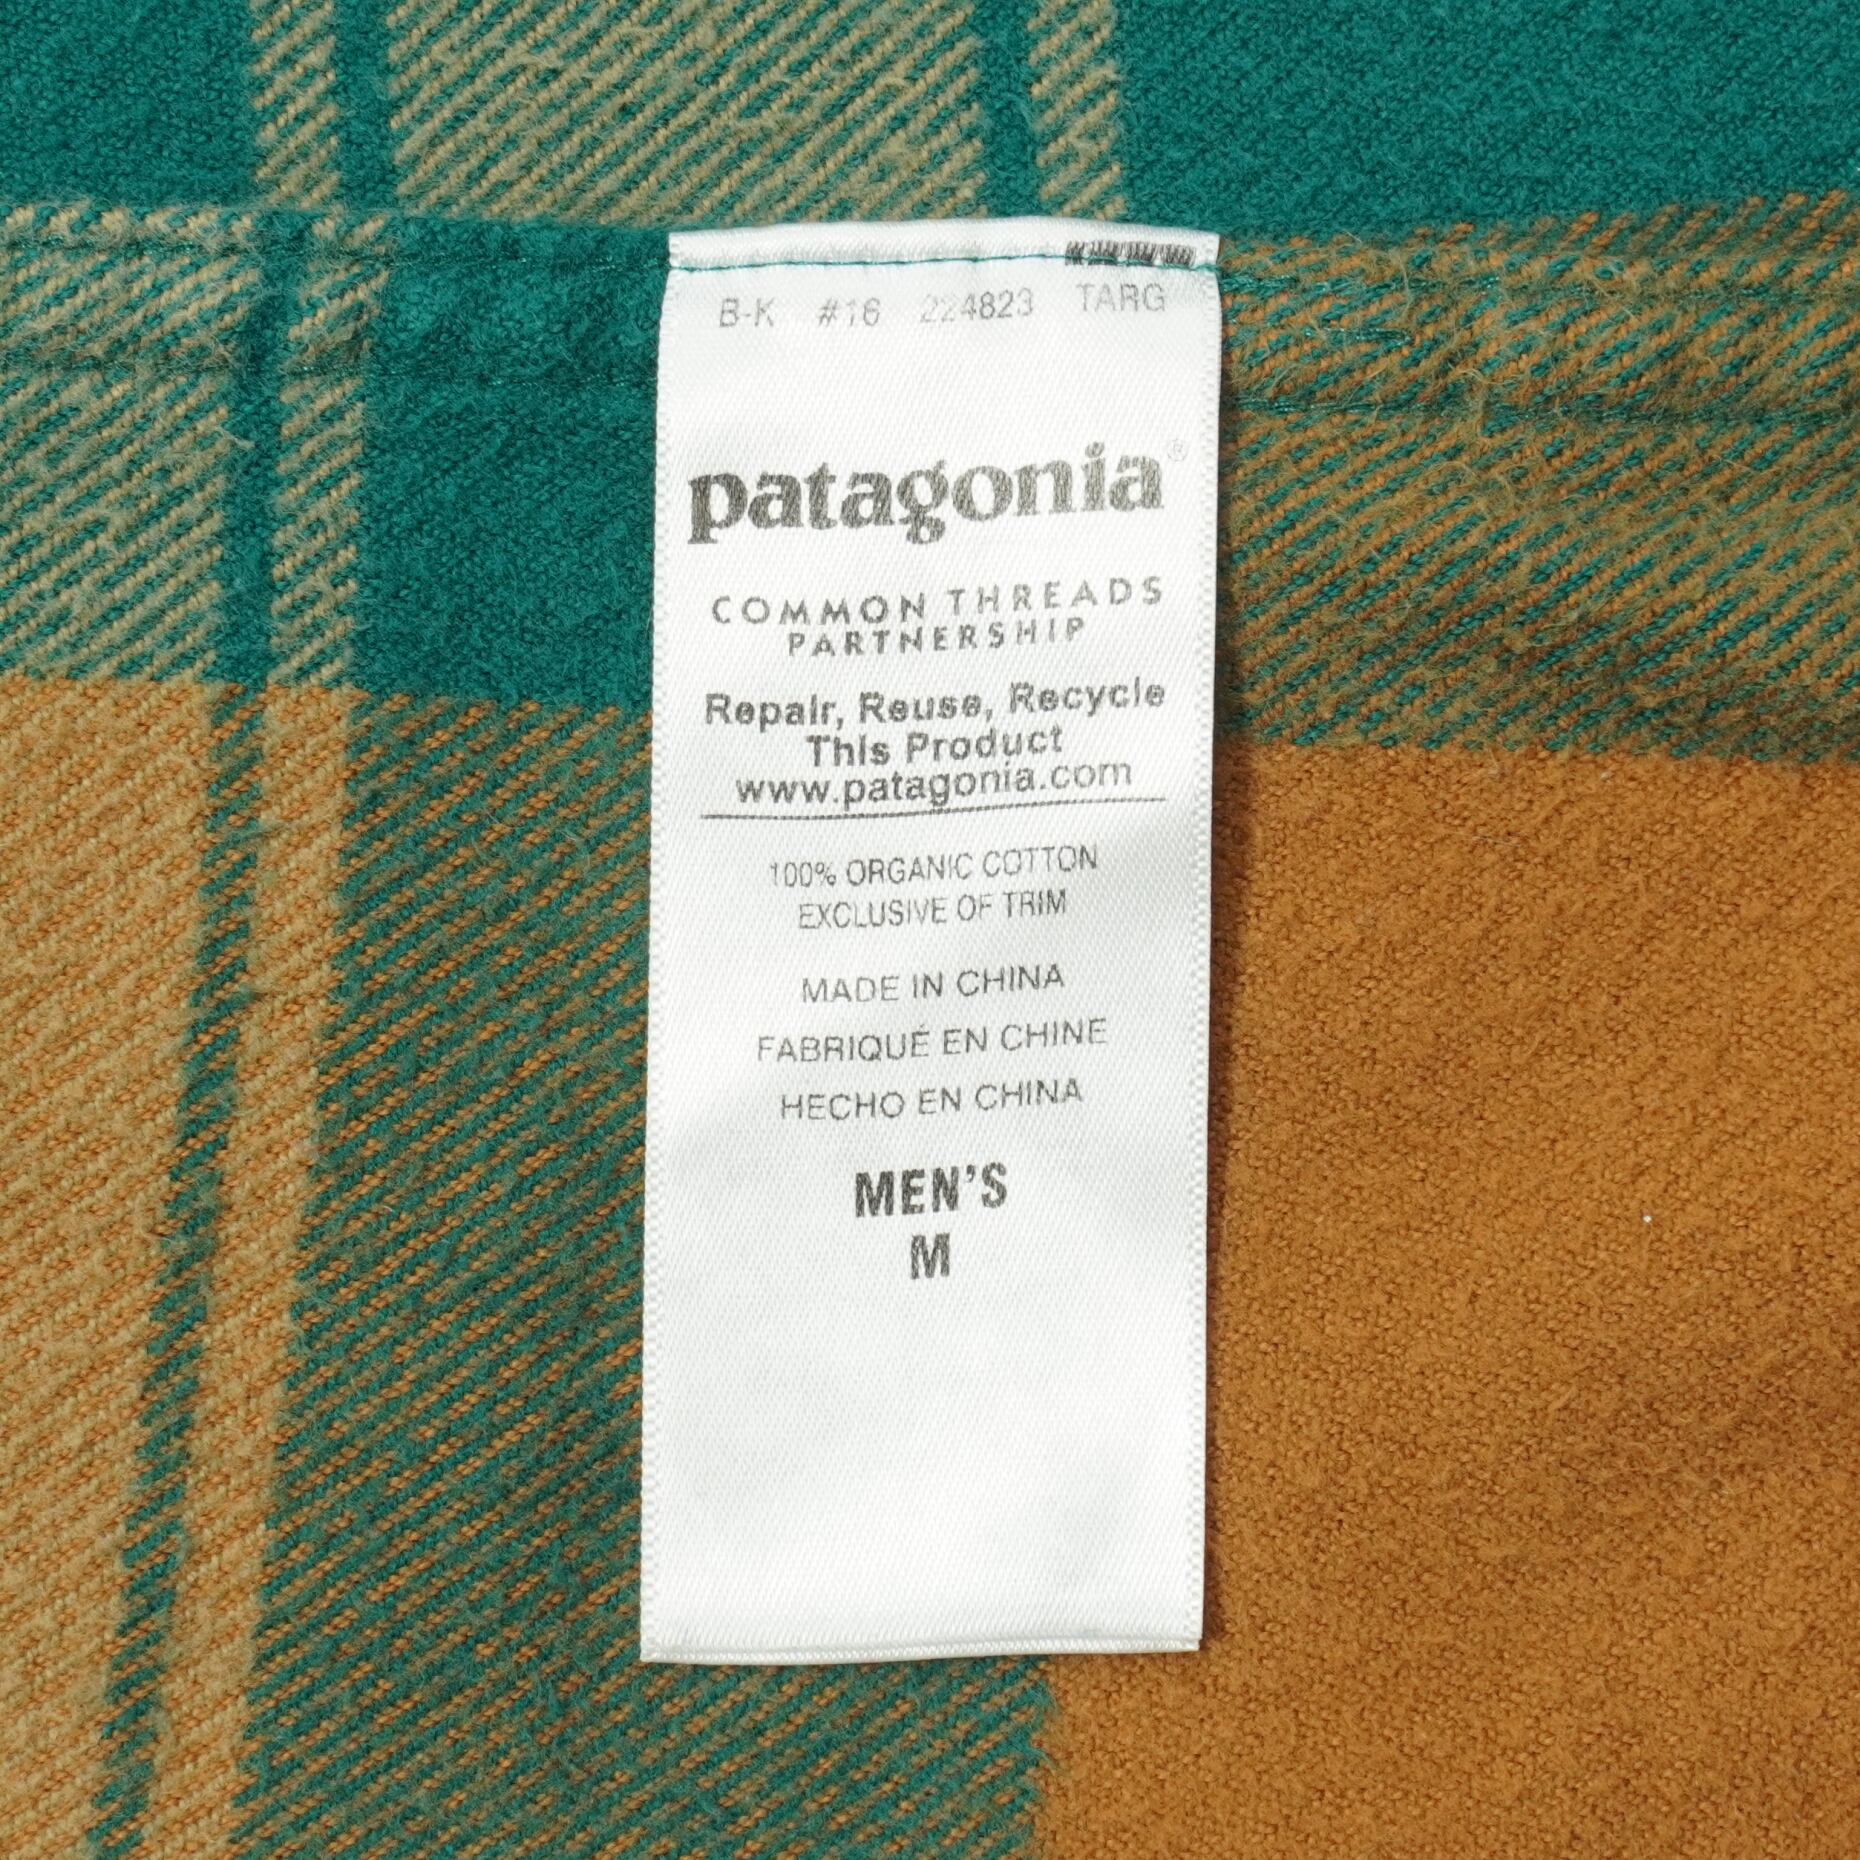 B-K #16 224823 TARG
patagonia®
COMMON THREADS
PARTNERSHIP
Repair, Reuse, Recycle
This Product
www.patagonia.com
100% ORGANIC COTTON
EXCLUSIVE OF TRIM
MADE IN CHINA
FABRIQUÉ EN CHINE
HECHO EN CHINA
MEN'S
M